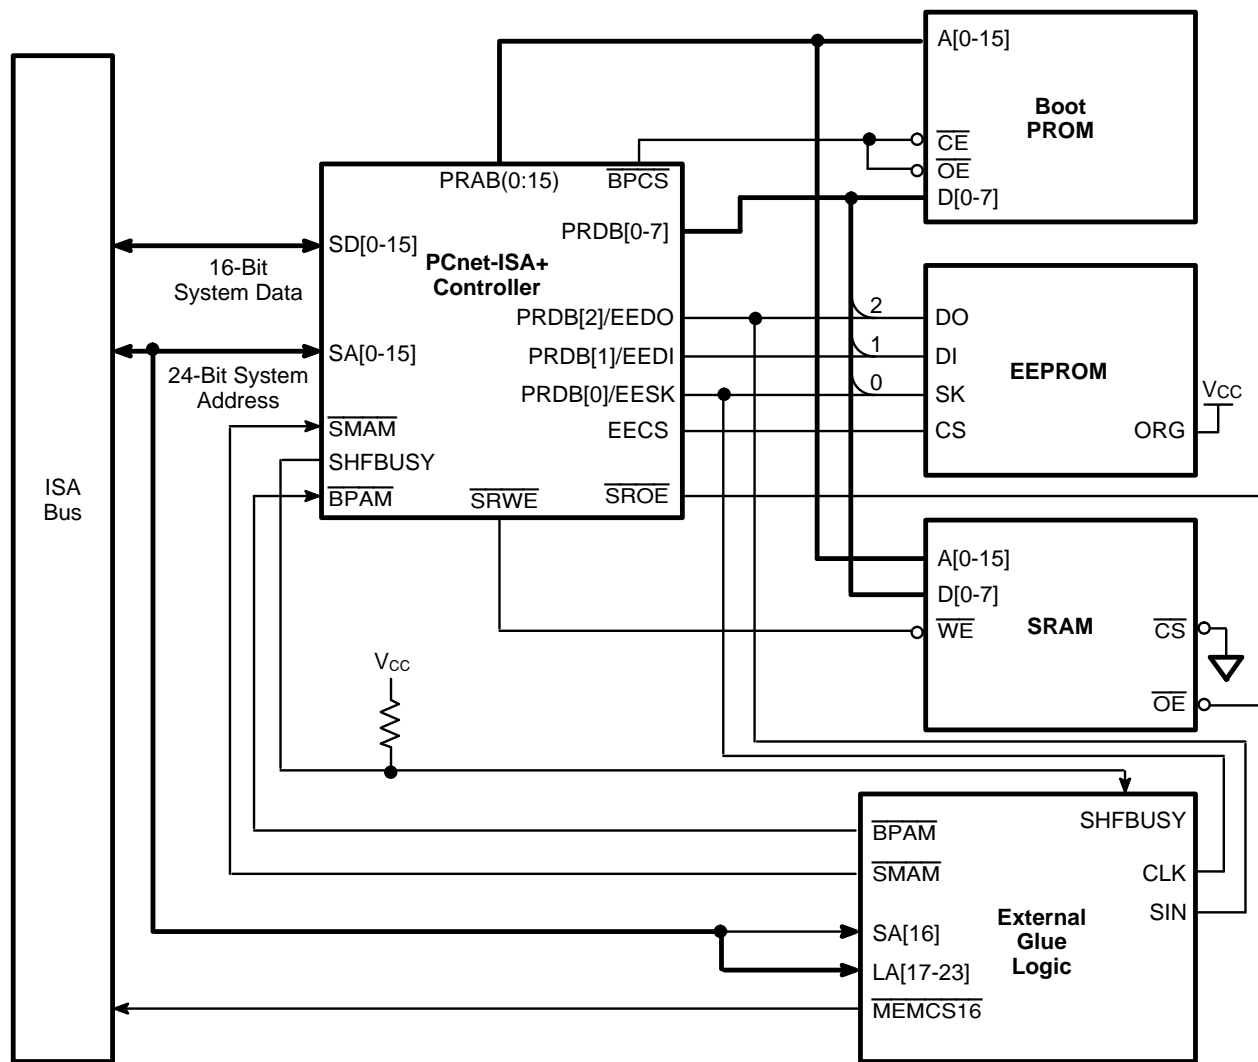 A[0-15]
Boot
PROM
CE
OE
D[0-7]
PRAB(0:15)
BPCS
PRDB[0-7]
SD[0-15]
PCnet-ISA+
Controller
16-Bit
System Data
PRDB[2]/EEDO
2
DO
SA[0-15]
PRDB[1]/EEDI
1
DI
EEPROM
24-Bit System
Address
PRDB[0]/EESK
0
SK
VCC
SMAM
EECS
CS
ORG
SHFBUSY
ISA
Bus
BPAM
SRWE
SROE
A[0-15]
D[0-7]
WE
SRAM
CS
VCC
OE
SHFBUSY
BPAM
SMAM
CLK
SIN
External
Glue
Logic
SA[16]
LA[17-23]
MEMCS16